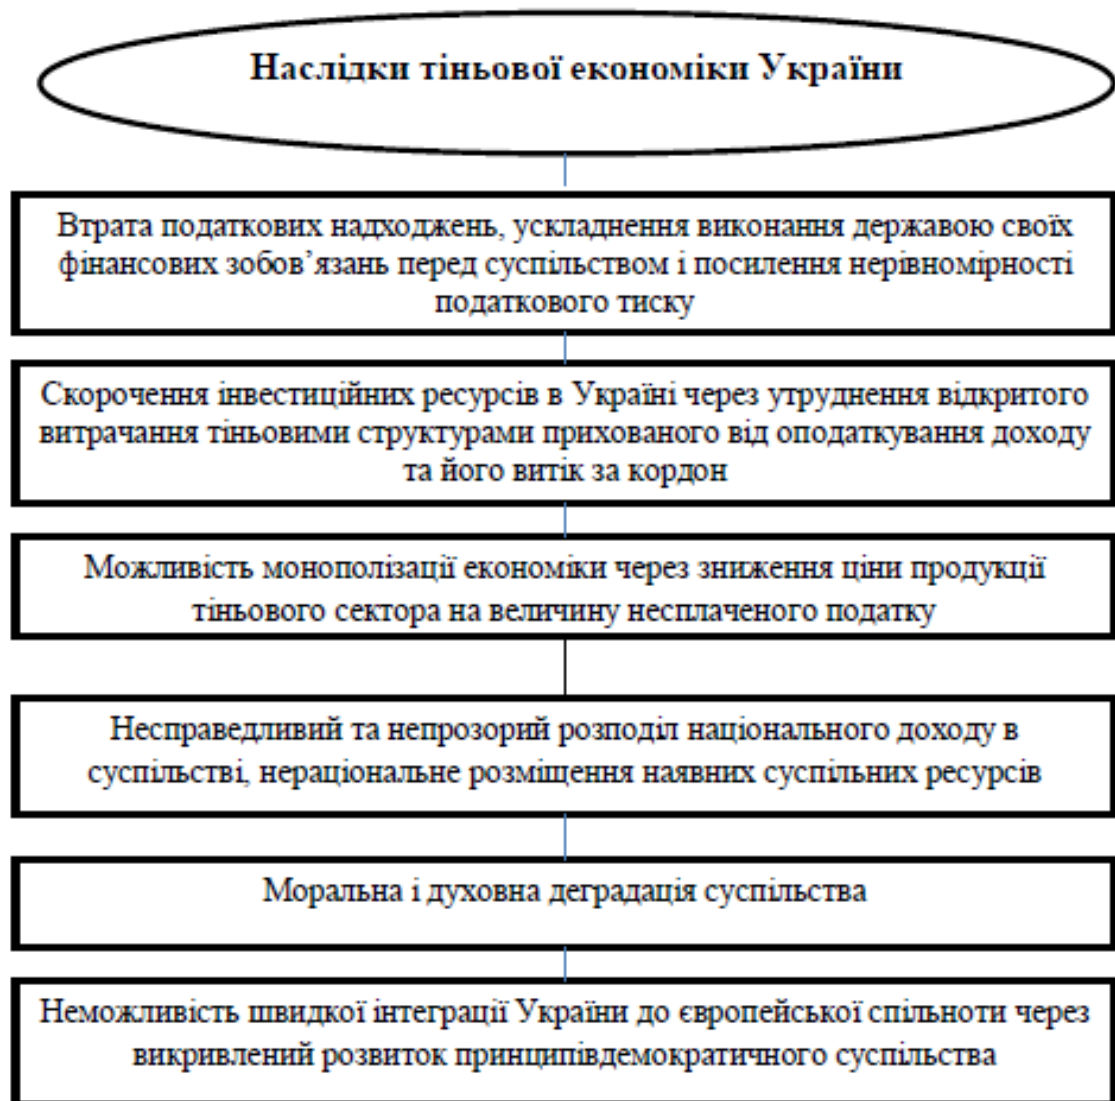 Наслідки тіньової економіки України
Втрата податкових надходжень, ускладнення виконання державою своїх
фінансових зобов’язань перед суспільством і посилення нерівномірності
податкового тиску
Скорочення інвестиційних ресурсів в Україні через утруднення відкритого
витрачання тіньовими структурами прихованого від оподаткування доходу
та його витік за кордон
Можливість монополізації економіки через зниження ціни продукції
тіньового сектора на величину несплаченого податку
Несправедливий та непрозорий розподіл національного доходу в
суспільстві, нераціональне розміщення наявних суспільних ресурсів
Моральна і духовна деградація суспільства
Неможливість швидкої інтеграції України до європейської спільноти через
викривлений розвиток принципівдемократичного суспільства